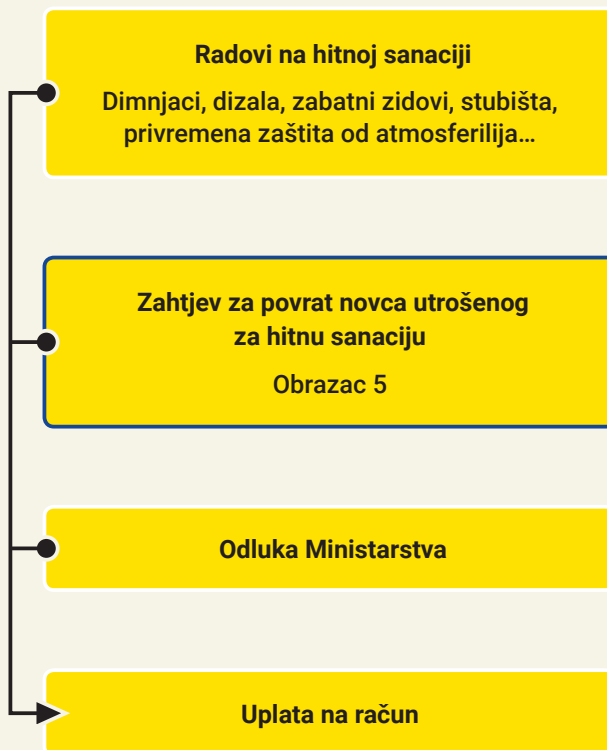 Radovi na hitnoj sanaciji
Dimnjaci, dizala, zabatni zidovi, stubišta,
privremena zaštita od atmosferilija…
Zahtjev za povrat novca utrošenog
za hitnu sanaciju
Obrazac 5
Odluka Ministarstva
Uplata na račun